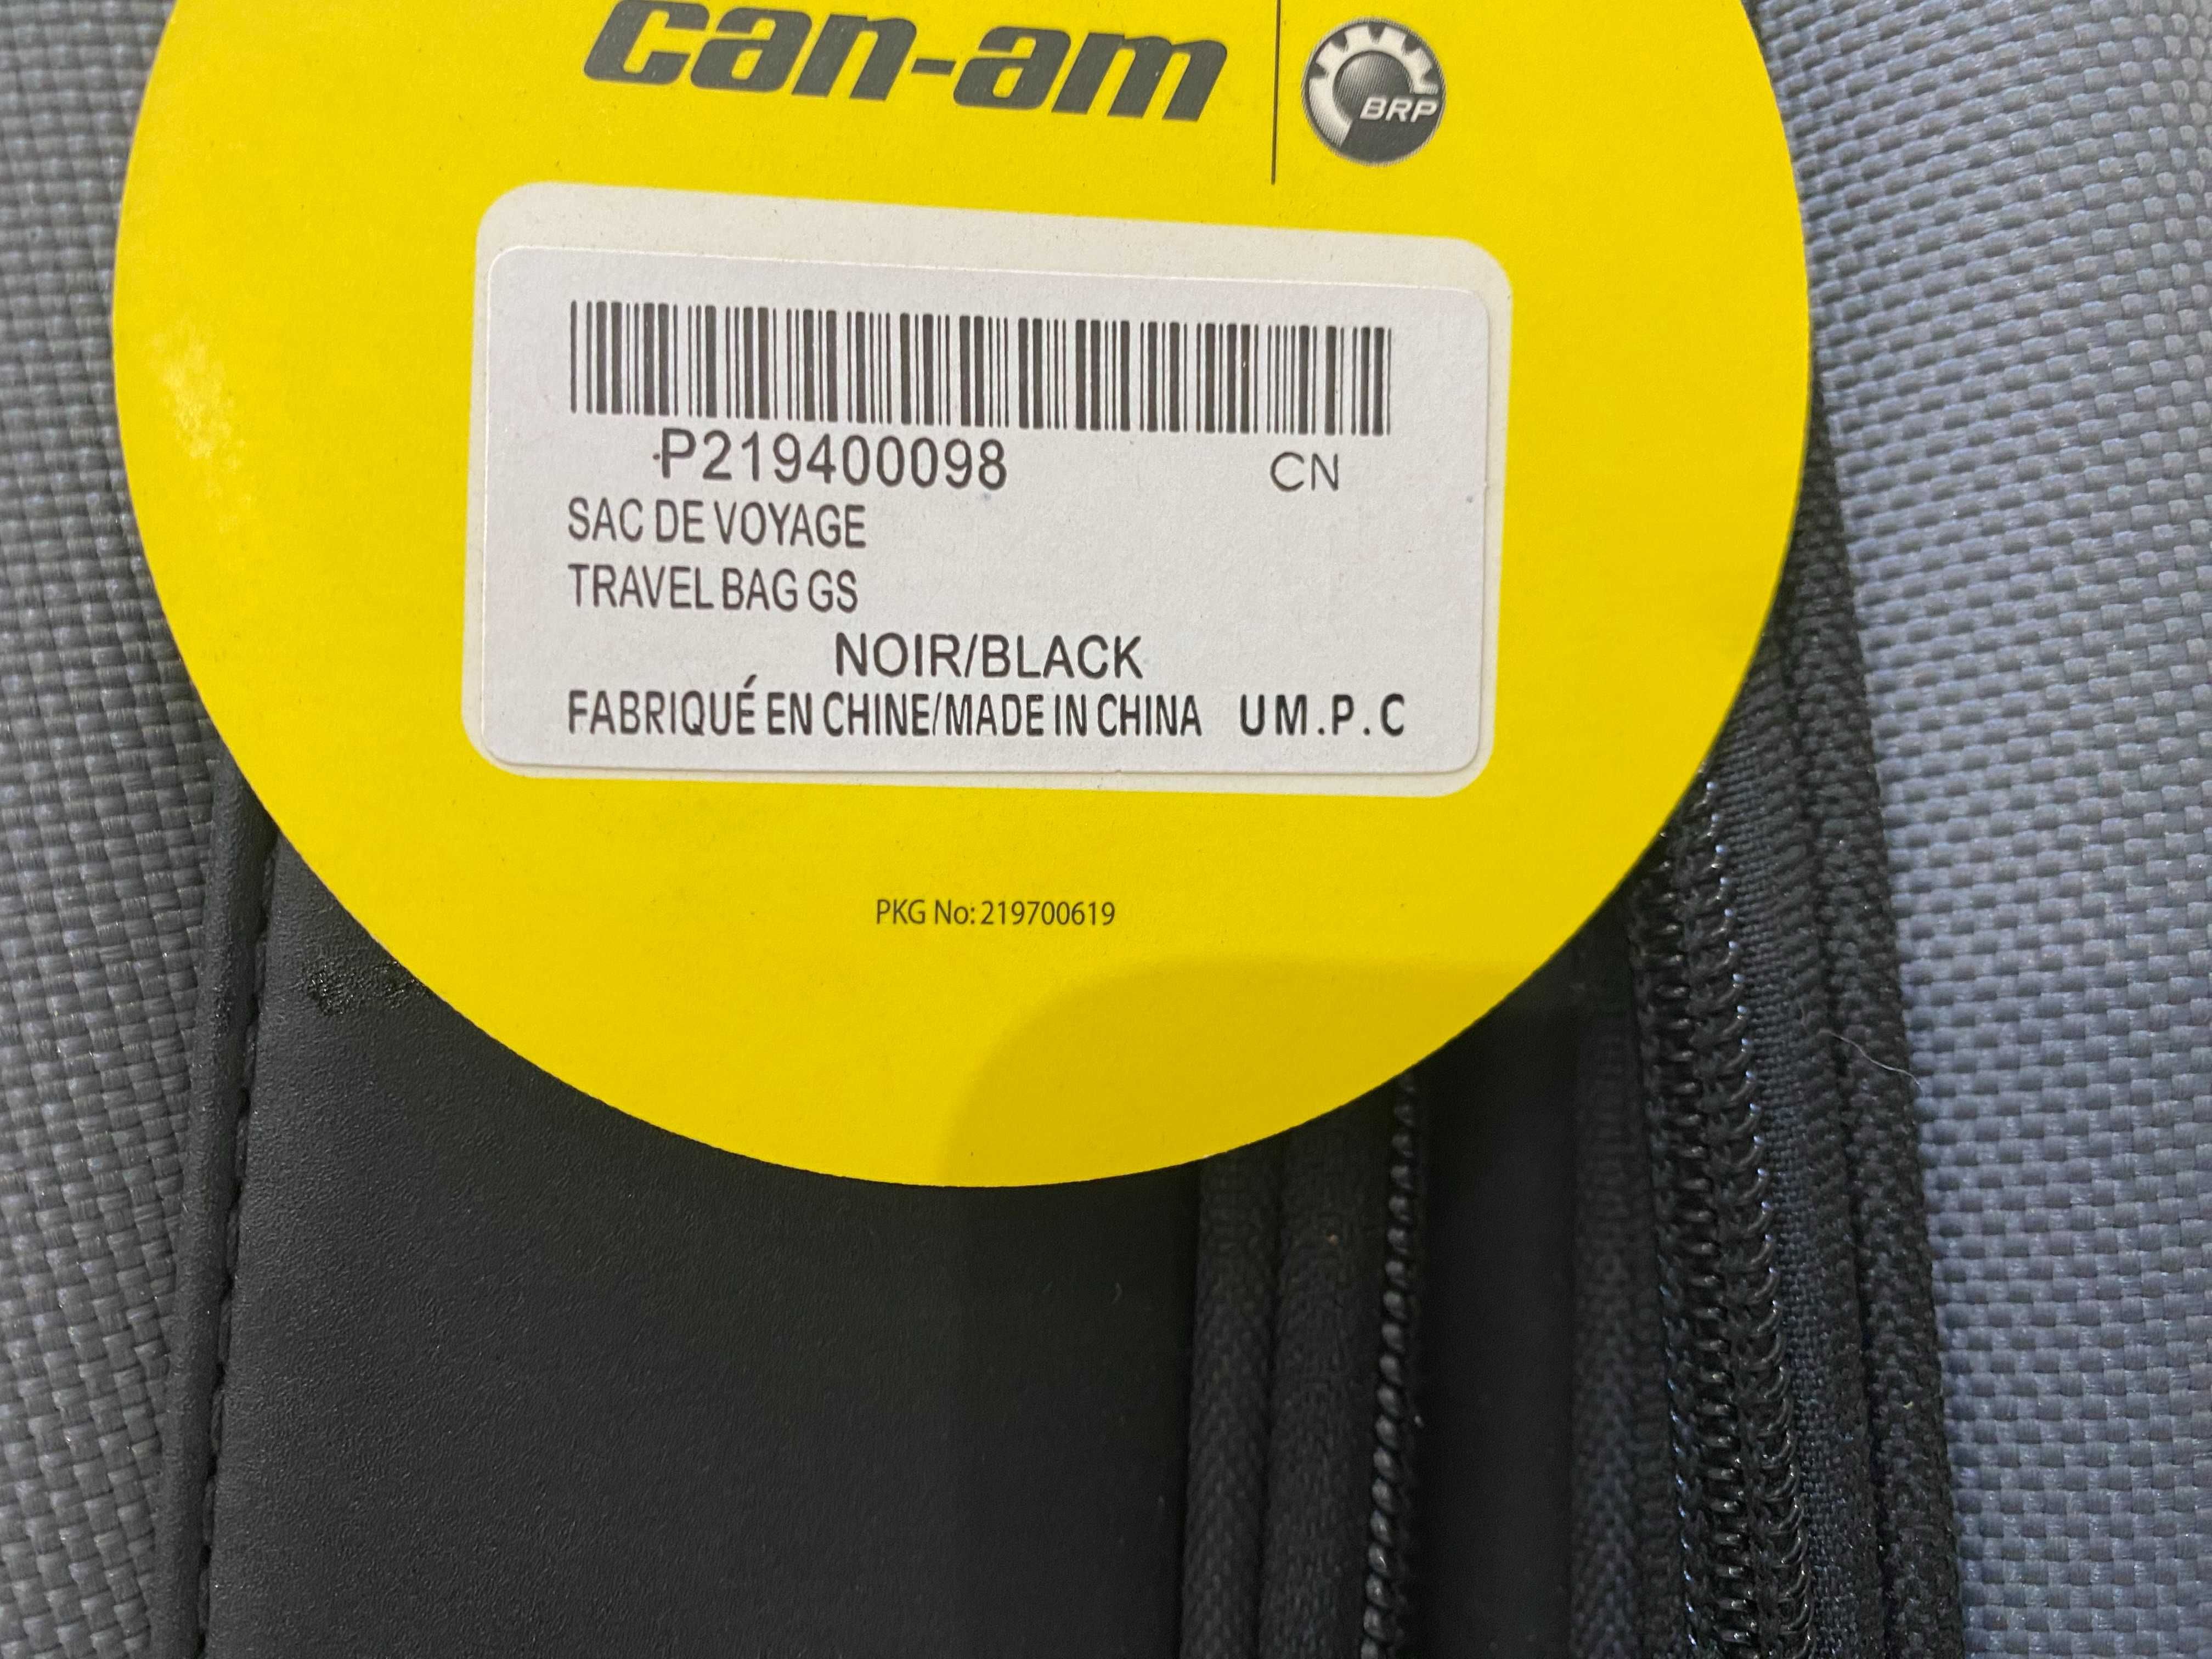 can-am
BRP
P219400098 CN
SAC DE VOYAGE
TRAVEL BAG GS
NOIR/BLACK
FABRIQUÉ EN CHINE/MADE IN CHINA UM.P.C
PKG No: 219700619